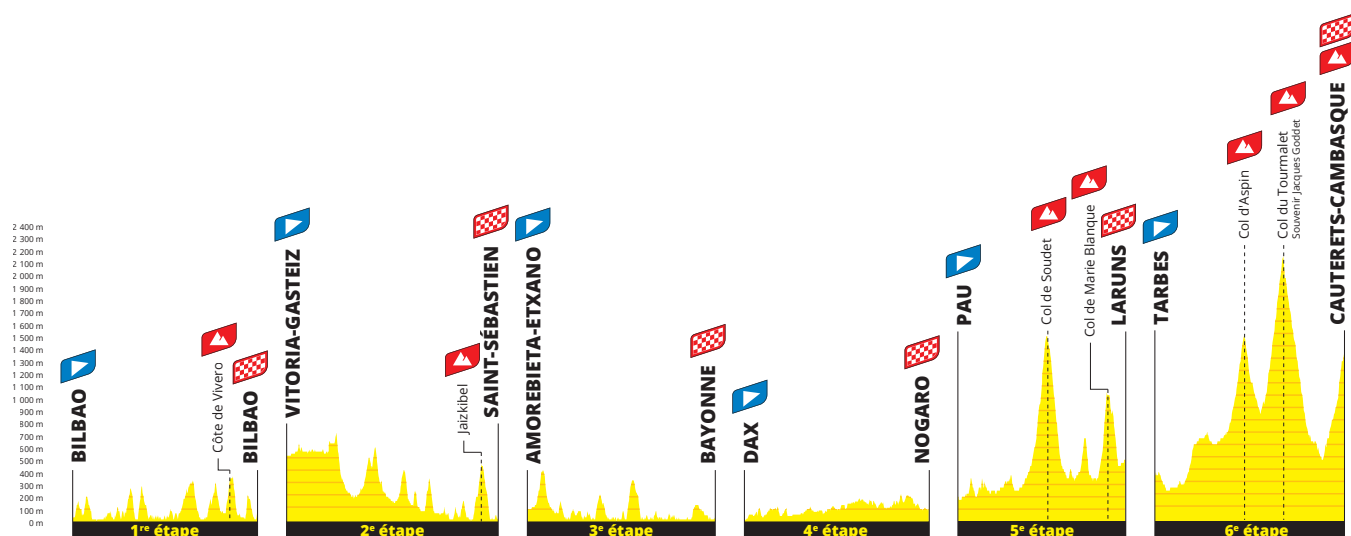 2 400 m
2 300 m
2 200 m
2 100 m
2 000 m
1 900 m
1 800 m
1 700 m
1 600 m
1 500 m
1 400 m
1 300 m
1 200 m
1 100 m
1 000 m
900 m
800 m
700 m
600 m
500 m
400 m
300 m
200 m
100 m
0 m
BILBAO
Côte de Vivero
BILBAO
1re étape
VITORIA-GASTEIZ
Jaizkibel
SAINT-SÉBASTIEN
2e étape
AMOREBIETA-ETXANO
BAYONNE
3e étape
DAX
NOGARO
4e étape
PAU
Col de Soudet
Col de Marie Blanque
LARUNS
5e étape
TARBES
Col d'Aspin
Col du Tourmalet
Souvenir Jacques Goddet
CAUTERETS-CAMBASQUE
6e étape